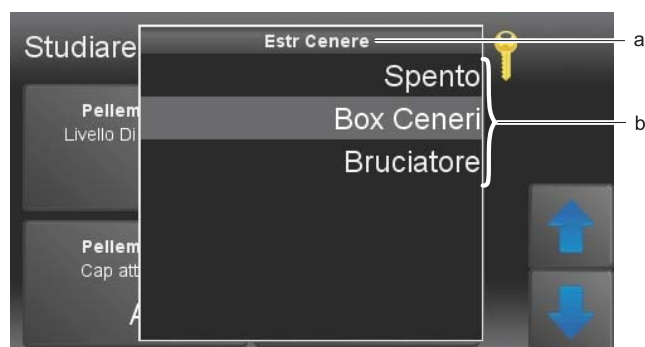 Studiare
Estr Cenere
a
Spento
Box Ceneri
Bruciatore
b
Pellem
Livello Di
Pellem
Cap att
A